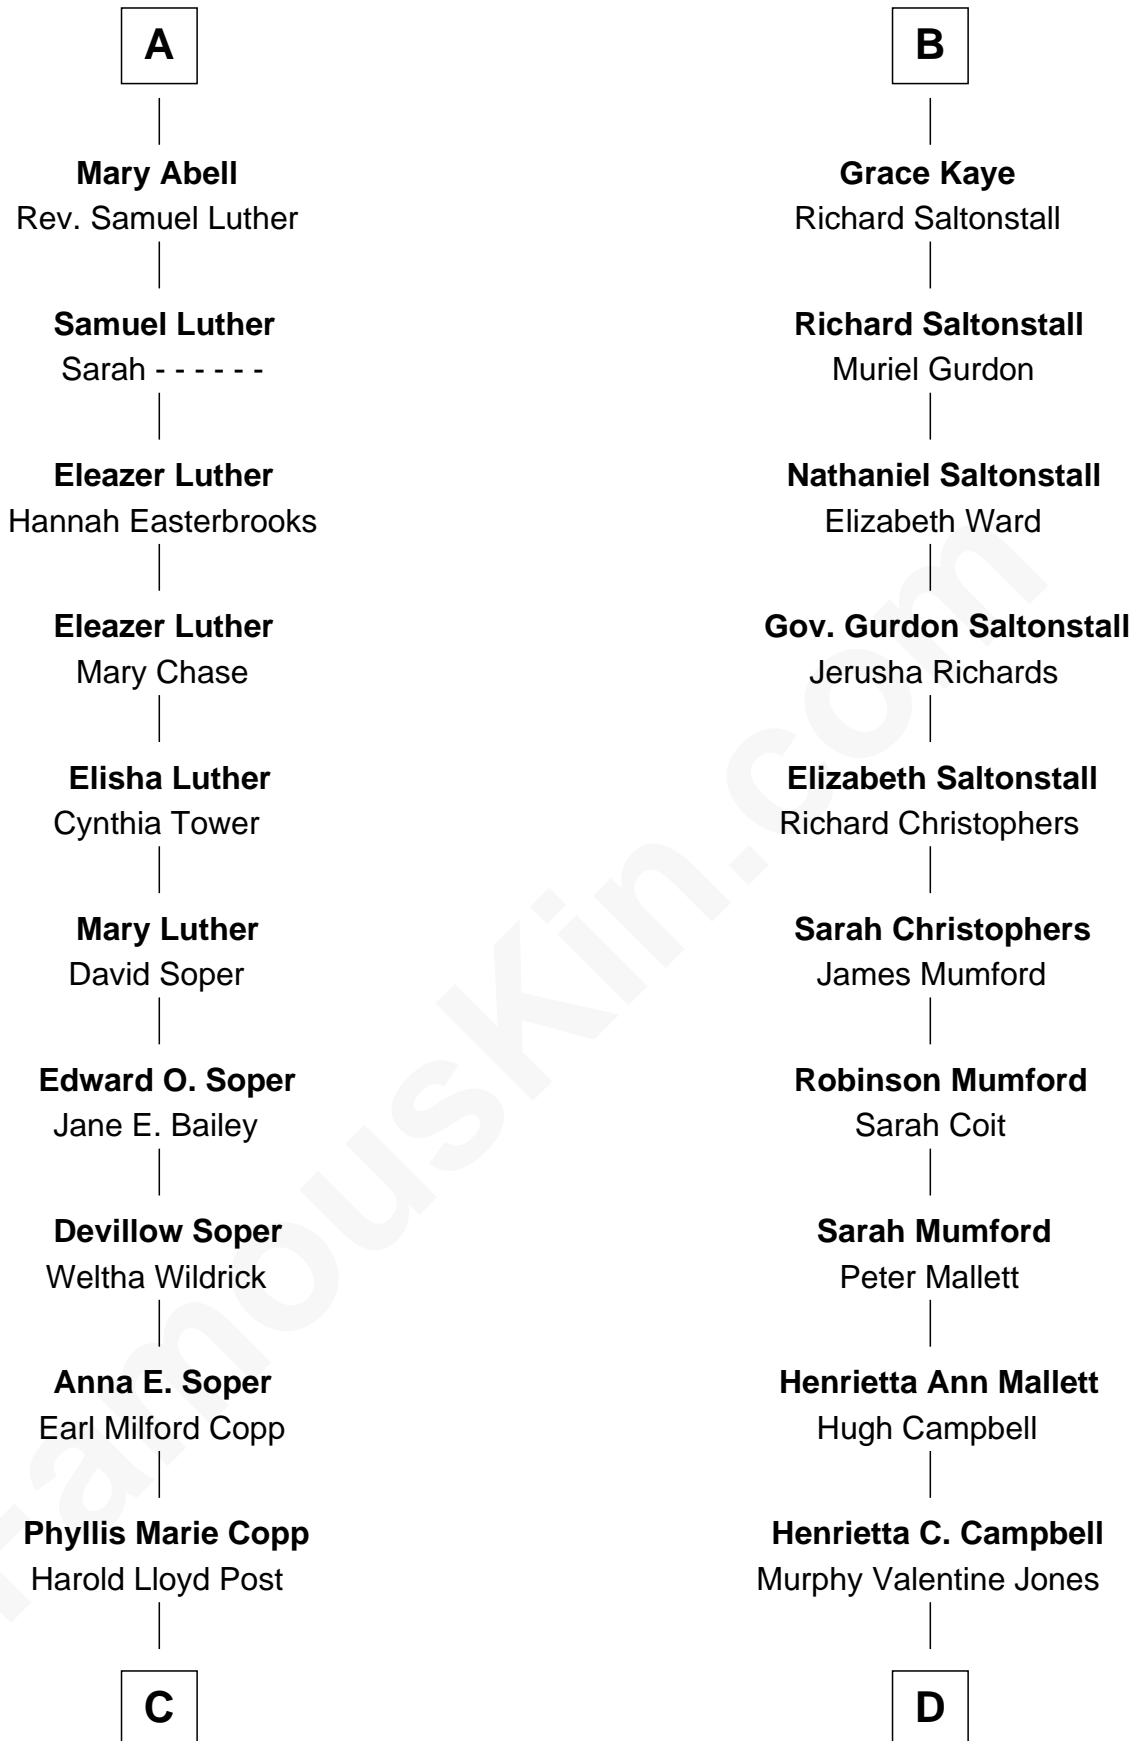 A
Mary Abell
Rev. Samuel Luther
Samuel Luther
Sarah - - - - - -
Eleazer Luther
Hannah Easterbrooks
Eleazer Luther
Mary Chase
Elisha Luther
Cynthia Tower
Mary Luther
David Soper
Edward O. Soper
Jane E. Bailey
Devillow Soper
Weltha Wildrick
Anna E. Soper
Earl Milford Copp
Phyllis Marie Copp
Harold Lloyd Post
C
B
Grace Kaye
Richard Saltonstall
Richard Saltonstall
Muriel Gurdon
Nathaniel Saltonstall
Elizabeth Ward
Gov. Gurdon Saltonstall
Jerusha Richards
Elizabeth Saltonstall
Richard Christophers
Sarah Christophers
James Mumford
Robinson Mumford
Sarah Coit
Sarah Mumford
Peter Mallett
Henrietta Ann Mallett
Hugh Campbell
Henrietta C. Campbell
Murphy Valentine Jones
D
FamousKin.com